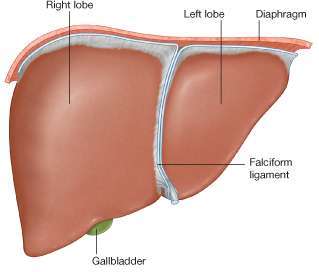 Right lobe
Left lobe
Diaphragm
Falciform
ligament
Gallbladder